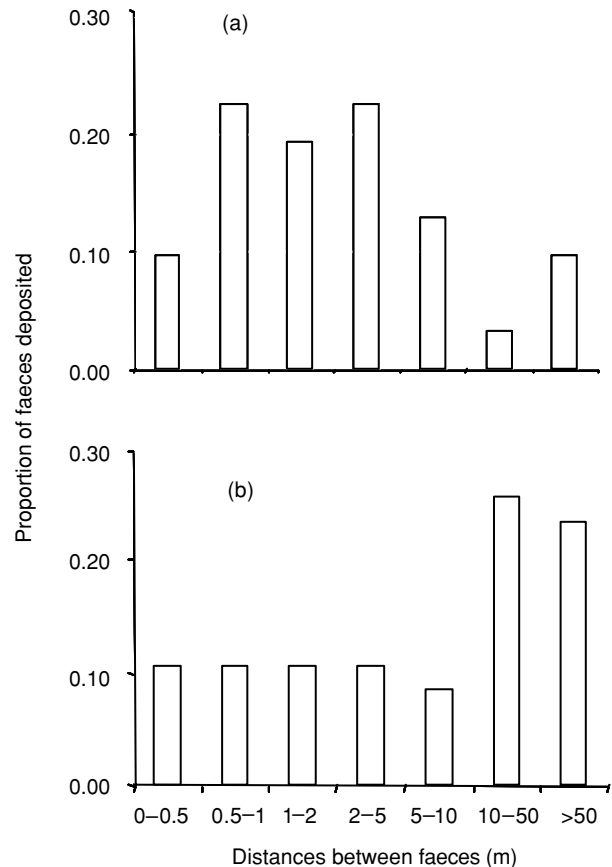 (a)
0.30
0.20
0.10
0.00
Proportion of faeces deposited
(b)
0.30
0.20
0.10
0.00
0–0.5 0.5–1 1–2 2–5 5–10 10–50 >50
Distances between faeces (m)